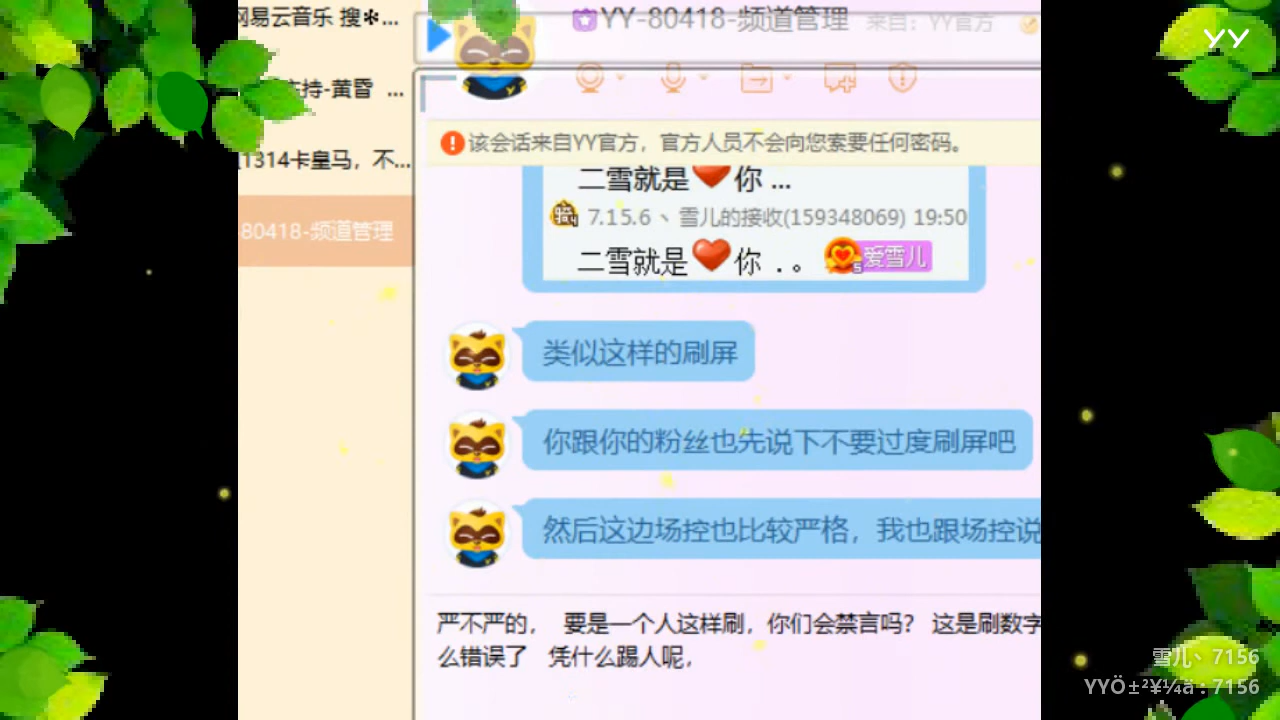 网易云音乐 搜✻...
主持-黄昏 ...
1314卡皇马，不...
80418-频道管理
YY-80418-频道管理 来自：YY官方
该会话来自YY官方，官方人员不会向您索要任何密码。
二雪就是❤你 ...
7.15.6丶雪儿的接收(159348069) 19:50
二雪就是❤你 . 。 爱雪儿
类似这样的刷屏
你跟你的粉丝也先说下不要过度刷屏吧
然后这边场控也比较严格，我也跟场控说
严不严的， 要是一个人这样刷，你们会禁言吗？ 这是刷数字
么错误了 凭什么踢人呢，
YY
雪儿丶 7156
YYÖ±²¥¼ä : 7156